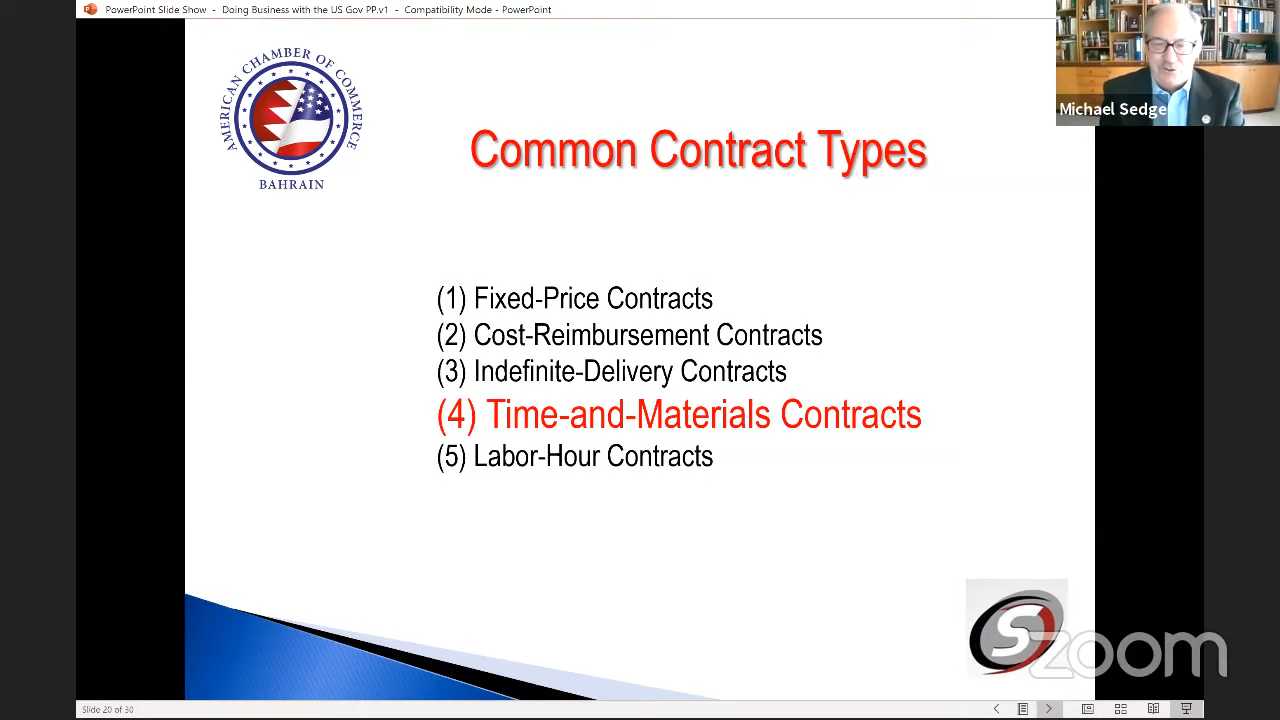 PowerPoint Slide Show - Doing Business with the US Gov PP.v1 - Compatibility Mode - PowerPoint
AMERICAN CHAMBER OF COMMERCE
BAHRAIN
Michael Sedge
Common Contract Types
(1) Fixed-Price Contracts
(2) Cost-Reimbursement Contracts
(3) Indefinite-Delivery Contracts
(4) Time-and-Materials Contracts
(5) Labor-Hour Contracts
S
zoom
Slide 20 of 30